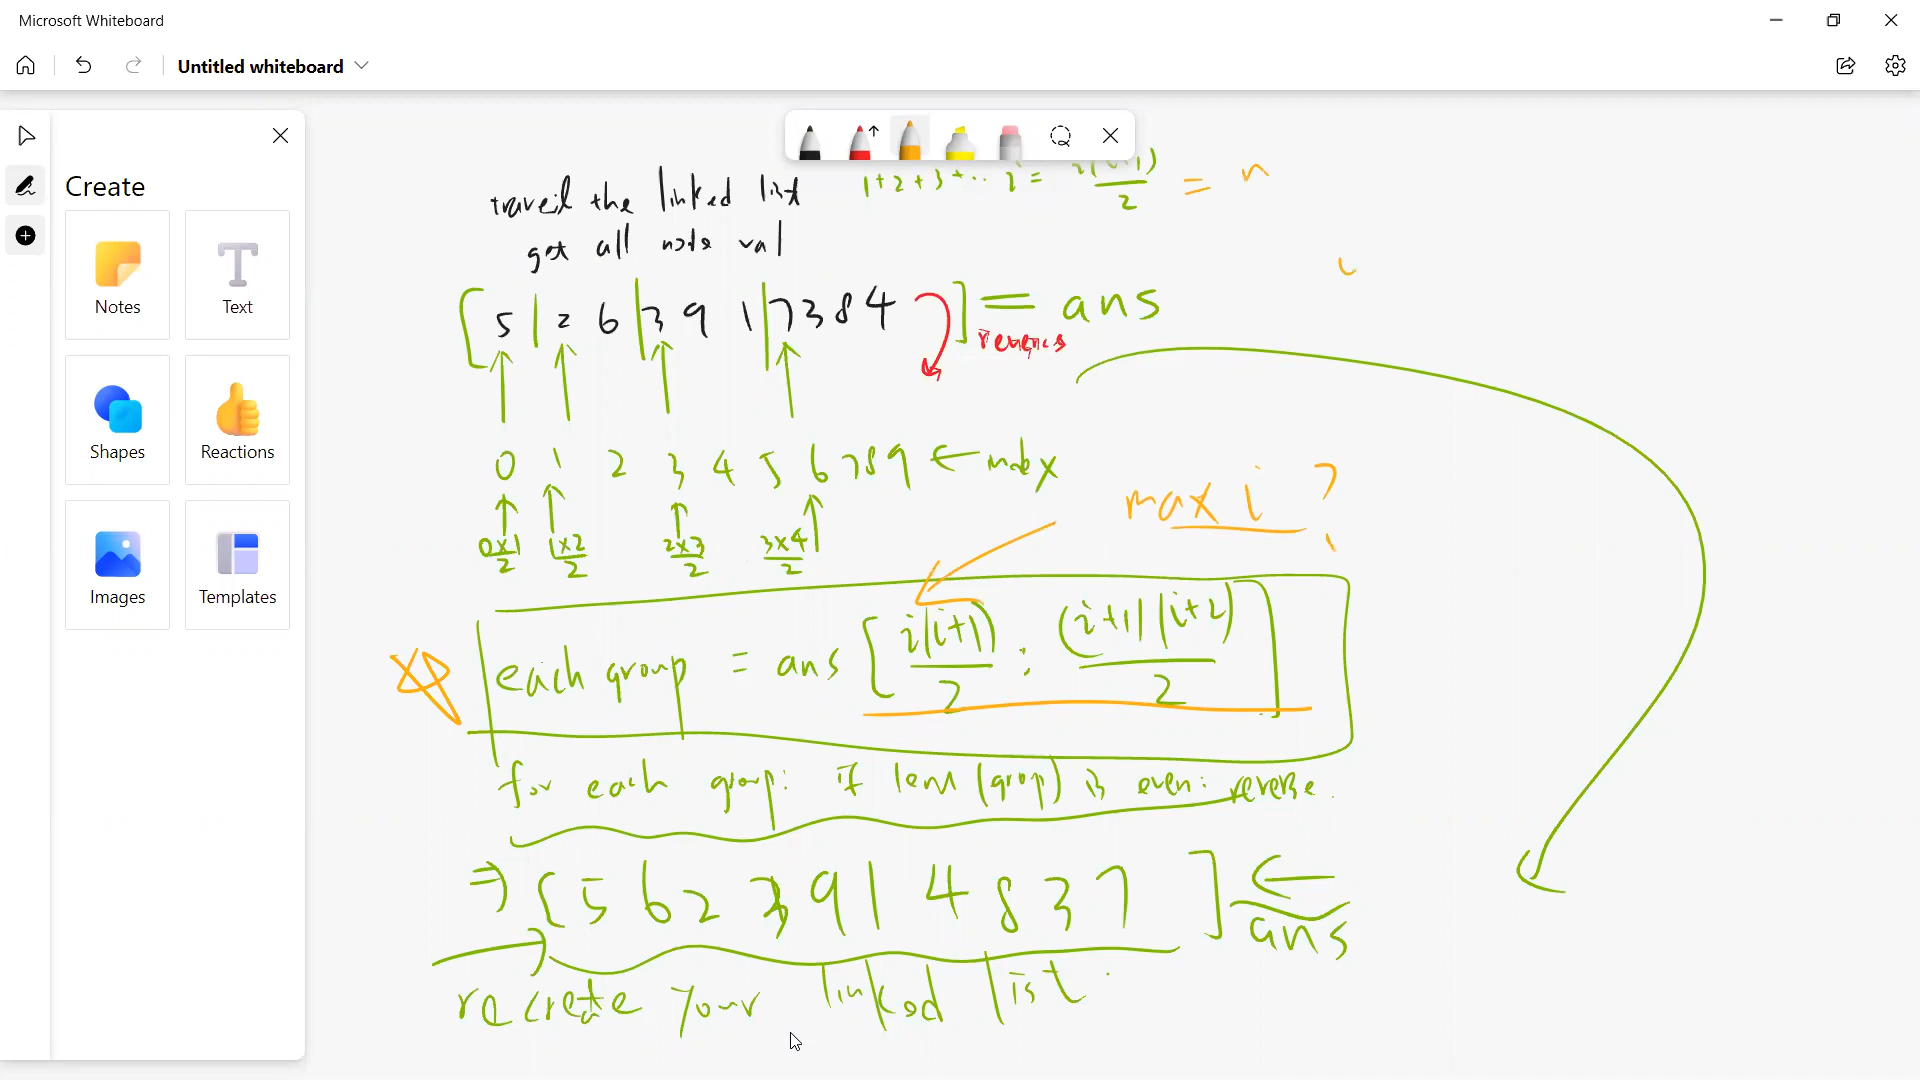 Microsoft Whiteboard
Untitled whiteboard
Create
Notes
Text
Shapes
Reactions
Images
Templates
the linked list
get all node val
1+2+3+... i = 2 = n
[5|2 6|3 9 1|7 3 8 4] = ans
0 1 2 3 4 5 6 7 8 9 ← index
0x1/2 1x2/2 2x3/2 3x4/2
max i ?
each group = ans [i(i+1)/2 : (i+1)(i+2)/2]
for each group: if (group) is even: reverse.
⇒ [5 6 2 3 9 1 4 8 3 7] ←
ans
recreate your linked list